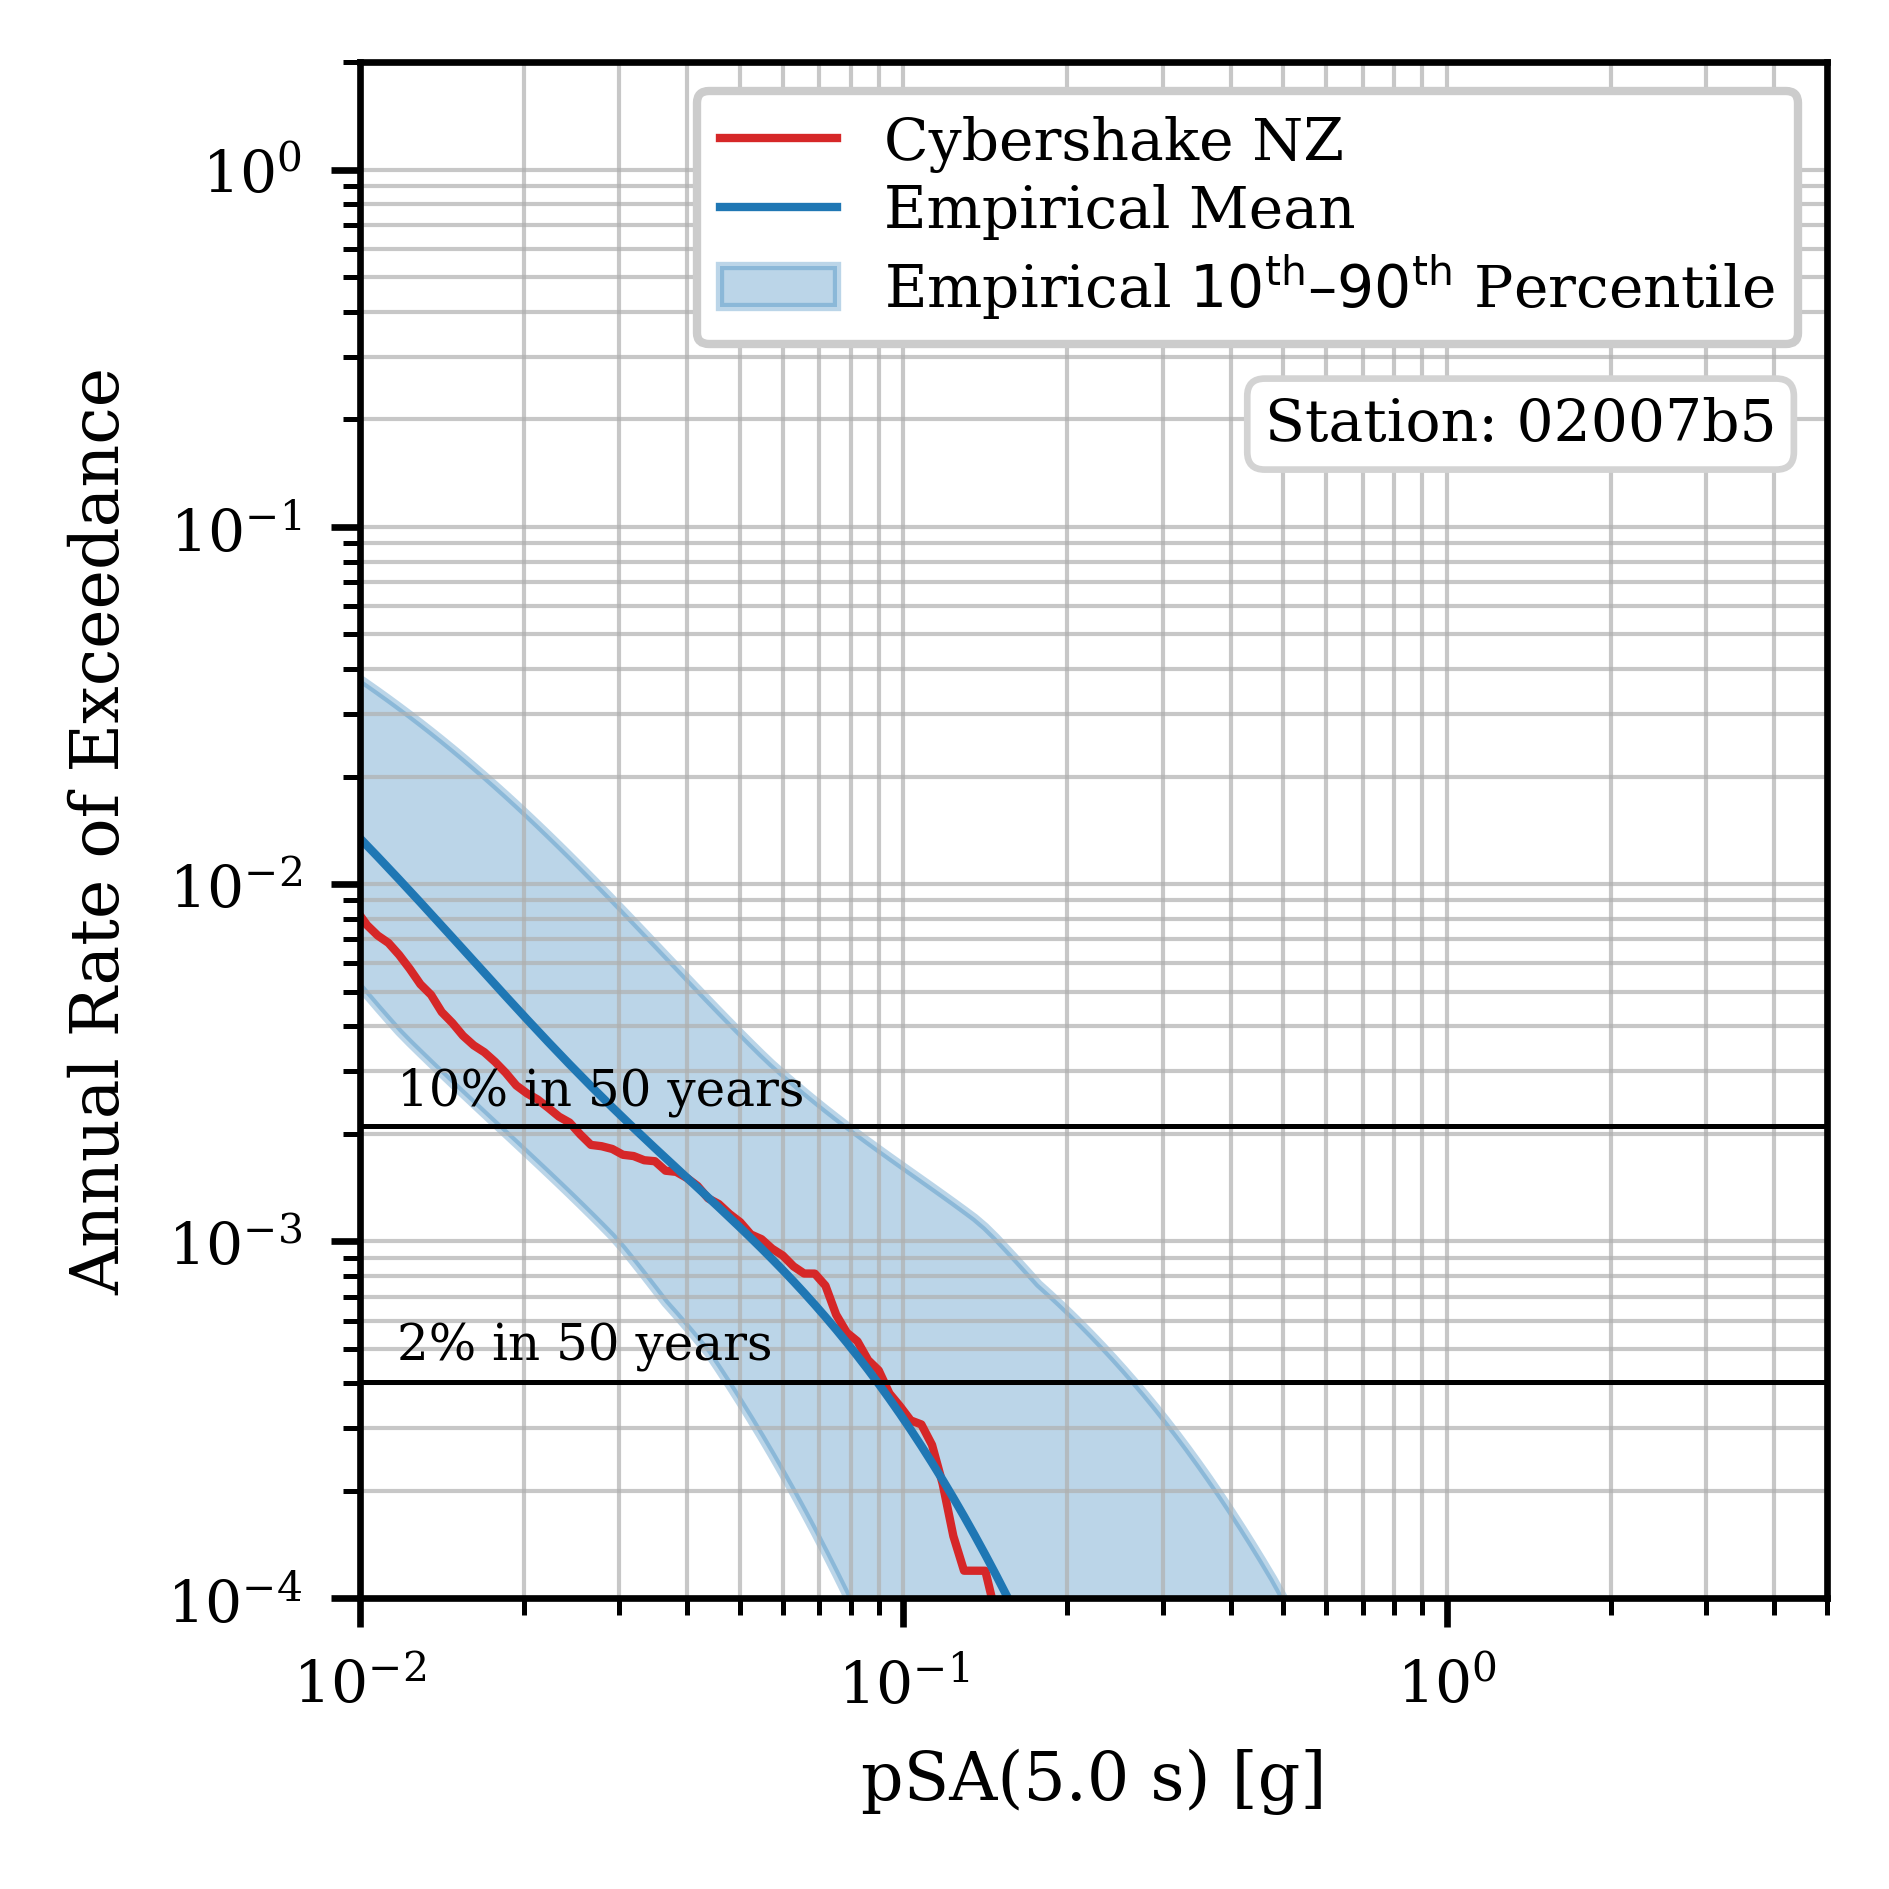 Cybershake NZ
Empirical Mean
Empirical 10ᵗʰ–90ᵗʰ Percentile
Station: 02007b5
Annual Rate of Exceedance
10⁰
10⁻¹
10⁻²
10⁻³
10⁻⁴
10% in 50 years
2% in 50 years
10⁻²
10⁻¹
10⁰
pSA(5.0 s) [g]